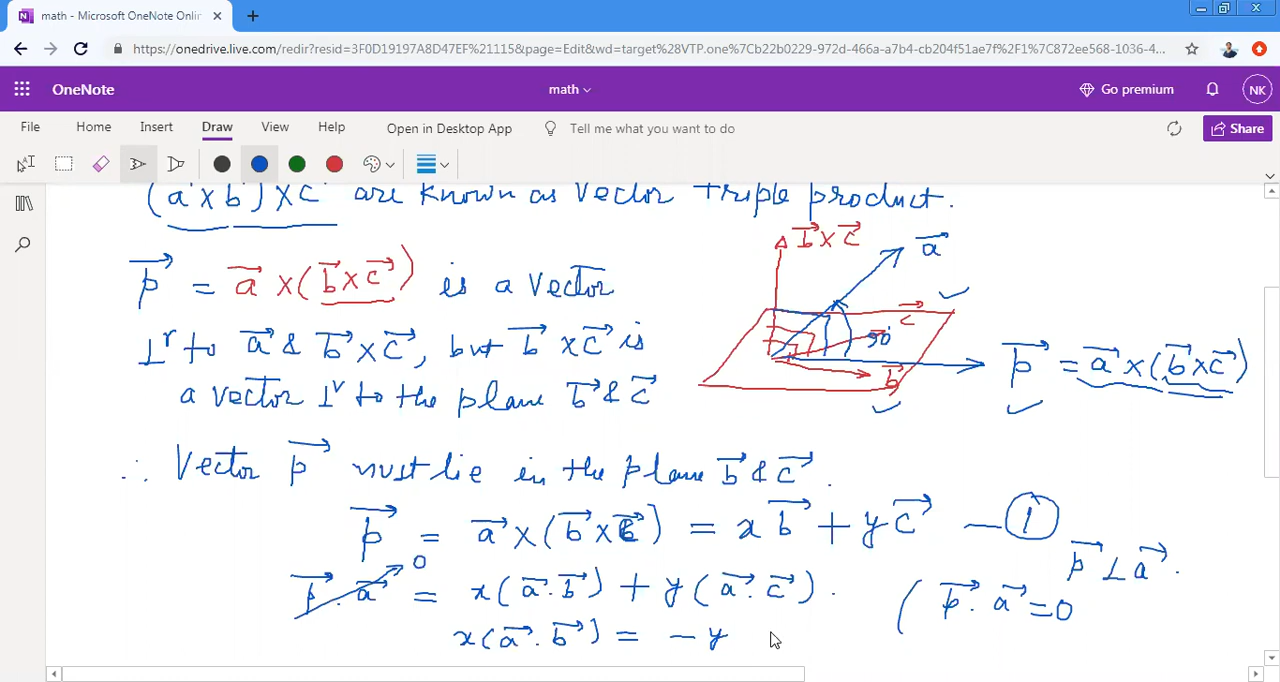 math - Microsoft OneNote Onlin
https://onedrive.live.com/redir?resid=3F0D19197A8D47EF%21115&page=Edit&wd=target%28VTP.one%7Cb22b0229-972d-466a-a7b4-cb204f51ae7f%2F1%7C872ee568-1036-4...
OneNote
math
Go premium
NK
File Home Insert Draw View Help Open in Desktop App Tell me what you want to do Share
(a⃗ × b⃗) × c⃗ are known as Vector triple product.
b⃗ × c⃗
a⃗
p⃗ = a⃗ × (b⃗ × c⃗) is a vector
c⃗
90°
⊥r to a⃗ & b⃗ × c⃗, but b⃗ × c⃗ is
p⃗ = a⃗ × (b⃗ × c⃗)
b⃗
a vector ⊥r to the plane b⃗ & c⃗
∴ Vector p⃗ must lie in the plane b⃗ & c⃗.
p⃗ = a⃗ × (b⃗ × c⃗) = x b⃗ + y c⃗ — 1
p⃗ ⊥ a⃗.
p⃗ . a⃗ 0 = x(a⃗ . b⃗) + y(a⃗ . c⃗) .
( p⃗ . a⃗ = 0
x(a⃗ . b⃗) = - y